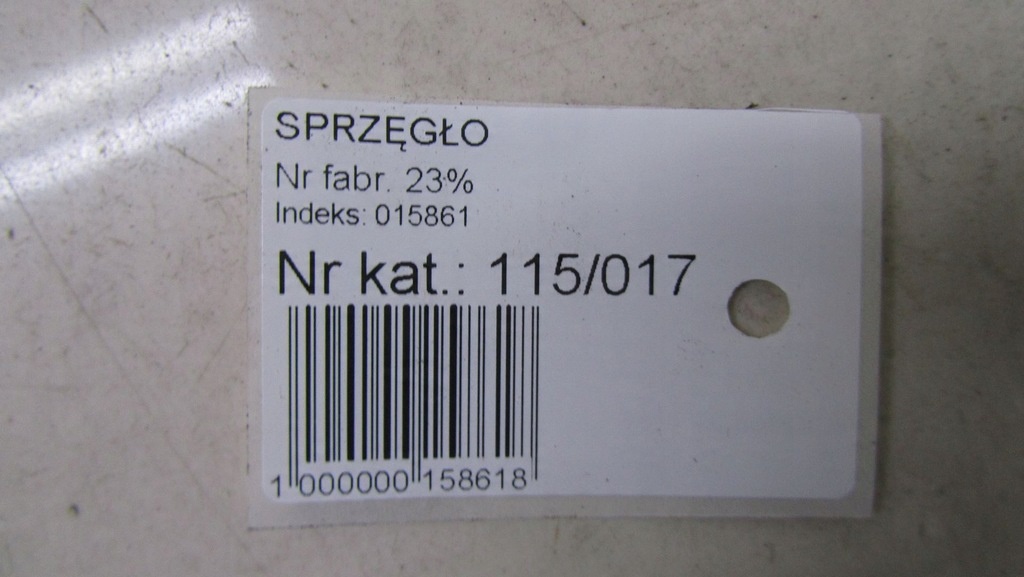 SPRZĘGŁO
Nr fabr. 23%
Indeks: 015861
Nr kat.: 115/017
1 000000 158618